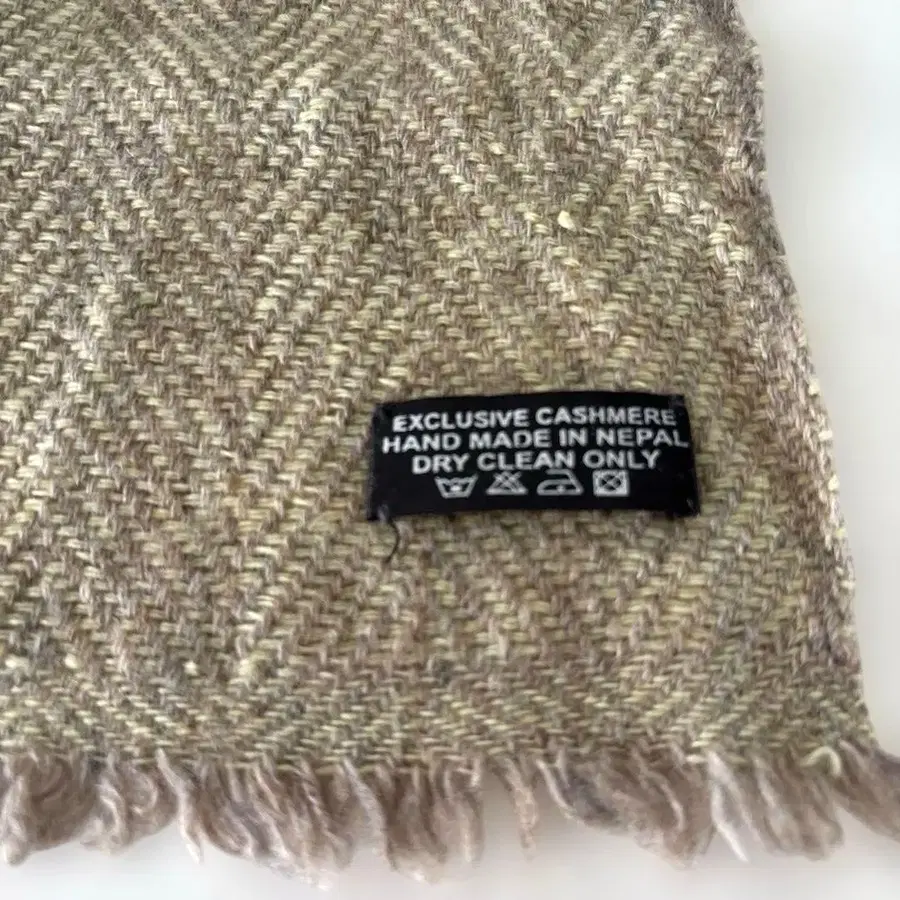 EXCLUSIVE CASHMERE
HAND MADE IN NEPAL
DRY CLEAN ONLY